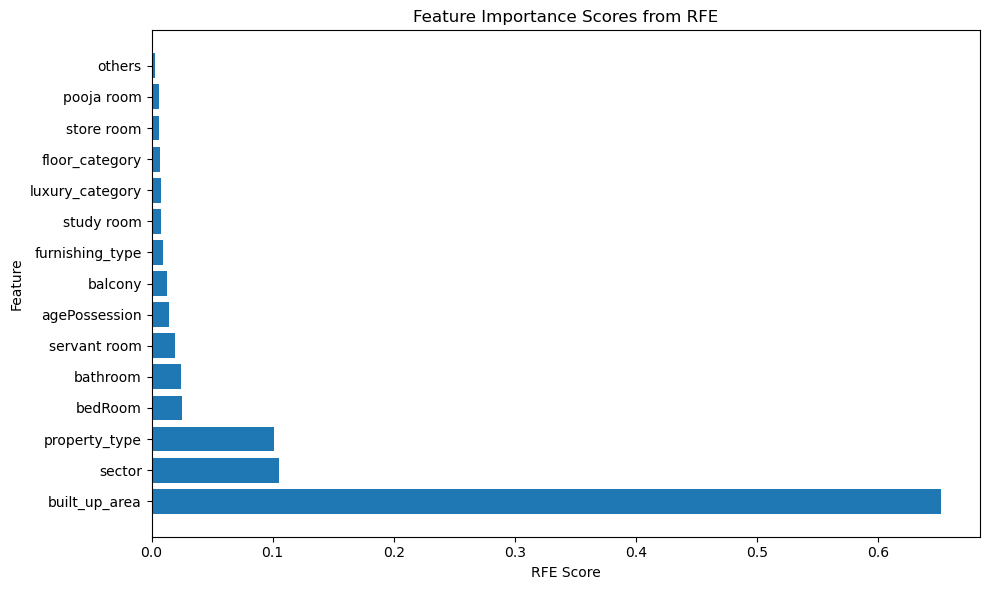 Feature Importance Scores from RFE
others
pooja room
store room
floor_category
luxury_category
study room
furnishing_type
balcony
agePossession
servant room
bathroom
bedRoom
property_type
sector
built_up_area
Feature
0.0 0.1 0.2 0.3 0.4 0.5 0.6
RFE Score